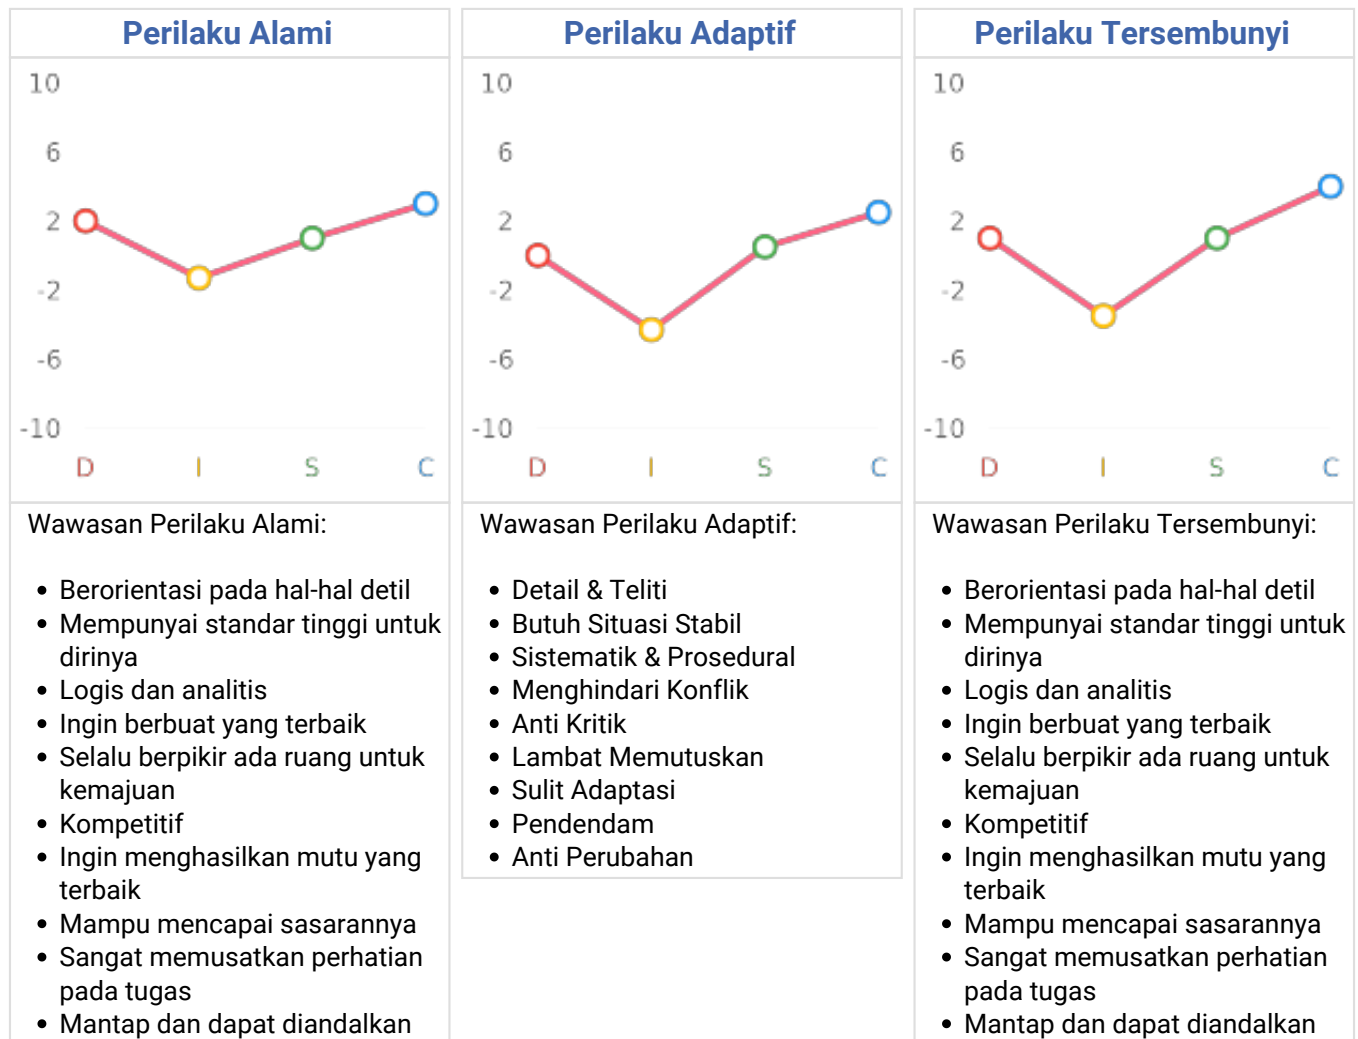 Perilaku Alami
10
6
2
-2
-6
-10
D I S C
Wawasan Perilaku Alami:
• Berorientasi pada hal-hal detil
• Mempunyai standar tinggi untuk
dirinya
• Logis dan analitis
• Ingin berbuat yang terbaik
• Selalu berpikir ada ruang untuk
kemajuan
• Kompetitif
• Ingin menghasilkan mutu yang
terbaik
• Mampu mencapai sasarannya
• Sangat memusatkan perhatian
pada tugas
• Mantap dan dapat diandalkan
Perilaku Adaptif
10
6
2
-2
-6
-10
D I S C
Wawasan Perilaku Adaptif:
• Detail & Teliti
• Butuh Situasi Stabil
• Sistematik & Prosedural
• Menghindari Konflik
• Anti Kritik
• Lambat Memutuskan
• Sulit Adaptasi
• Pendendam
• Anti Perubahan
Perilaku Tersembunyi
10
6
2
-2
-6
-10
D I S C
Wawasan Perilaku Tersembunyi:
• Berorientasi pada hal-hal detil
• Mempunyai standar tinggi untuk
dirinya
• Logis dan analitis
• Ingin berbuat yang terbaik
• Selalu berpikir ada ruang untuk
kemajuan
• Kompetitif
• Ingin menghasilkan mutu yang
terbaik
• Mampu mencapai sasarannya
• Sangat memusatkan perhatian
pada tugas
• Mantap dan dapat diandalkan